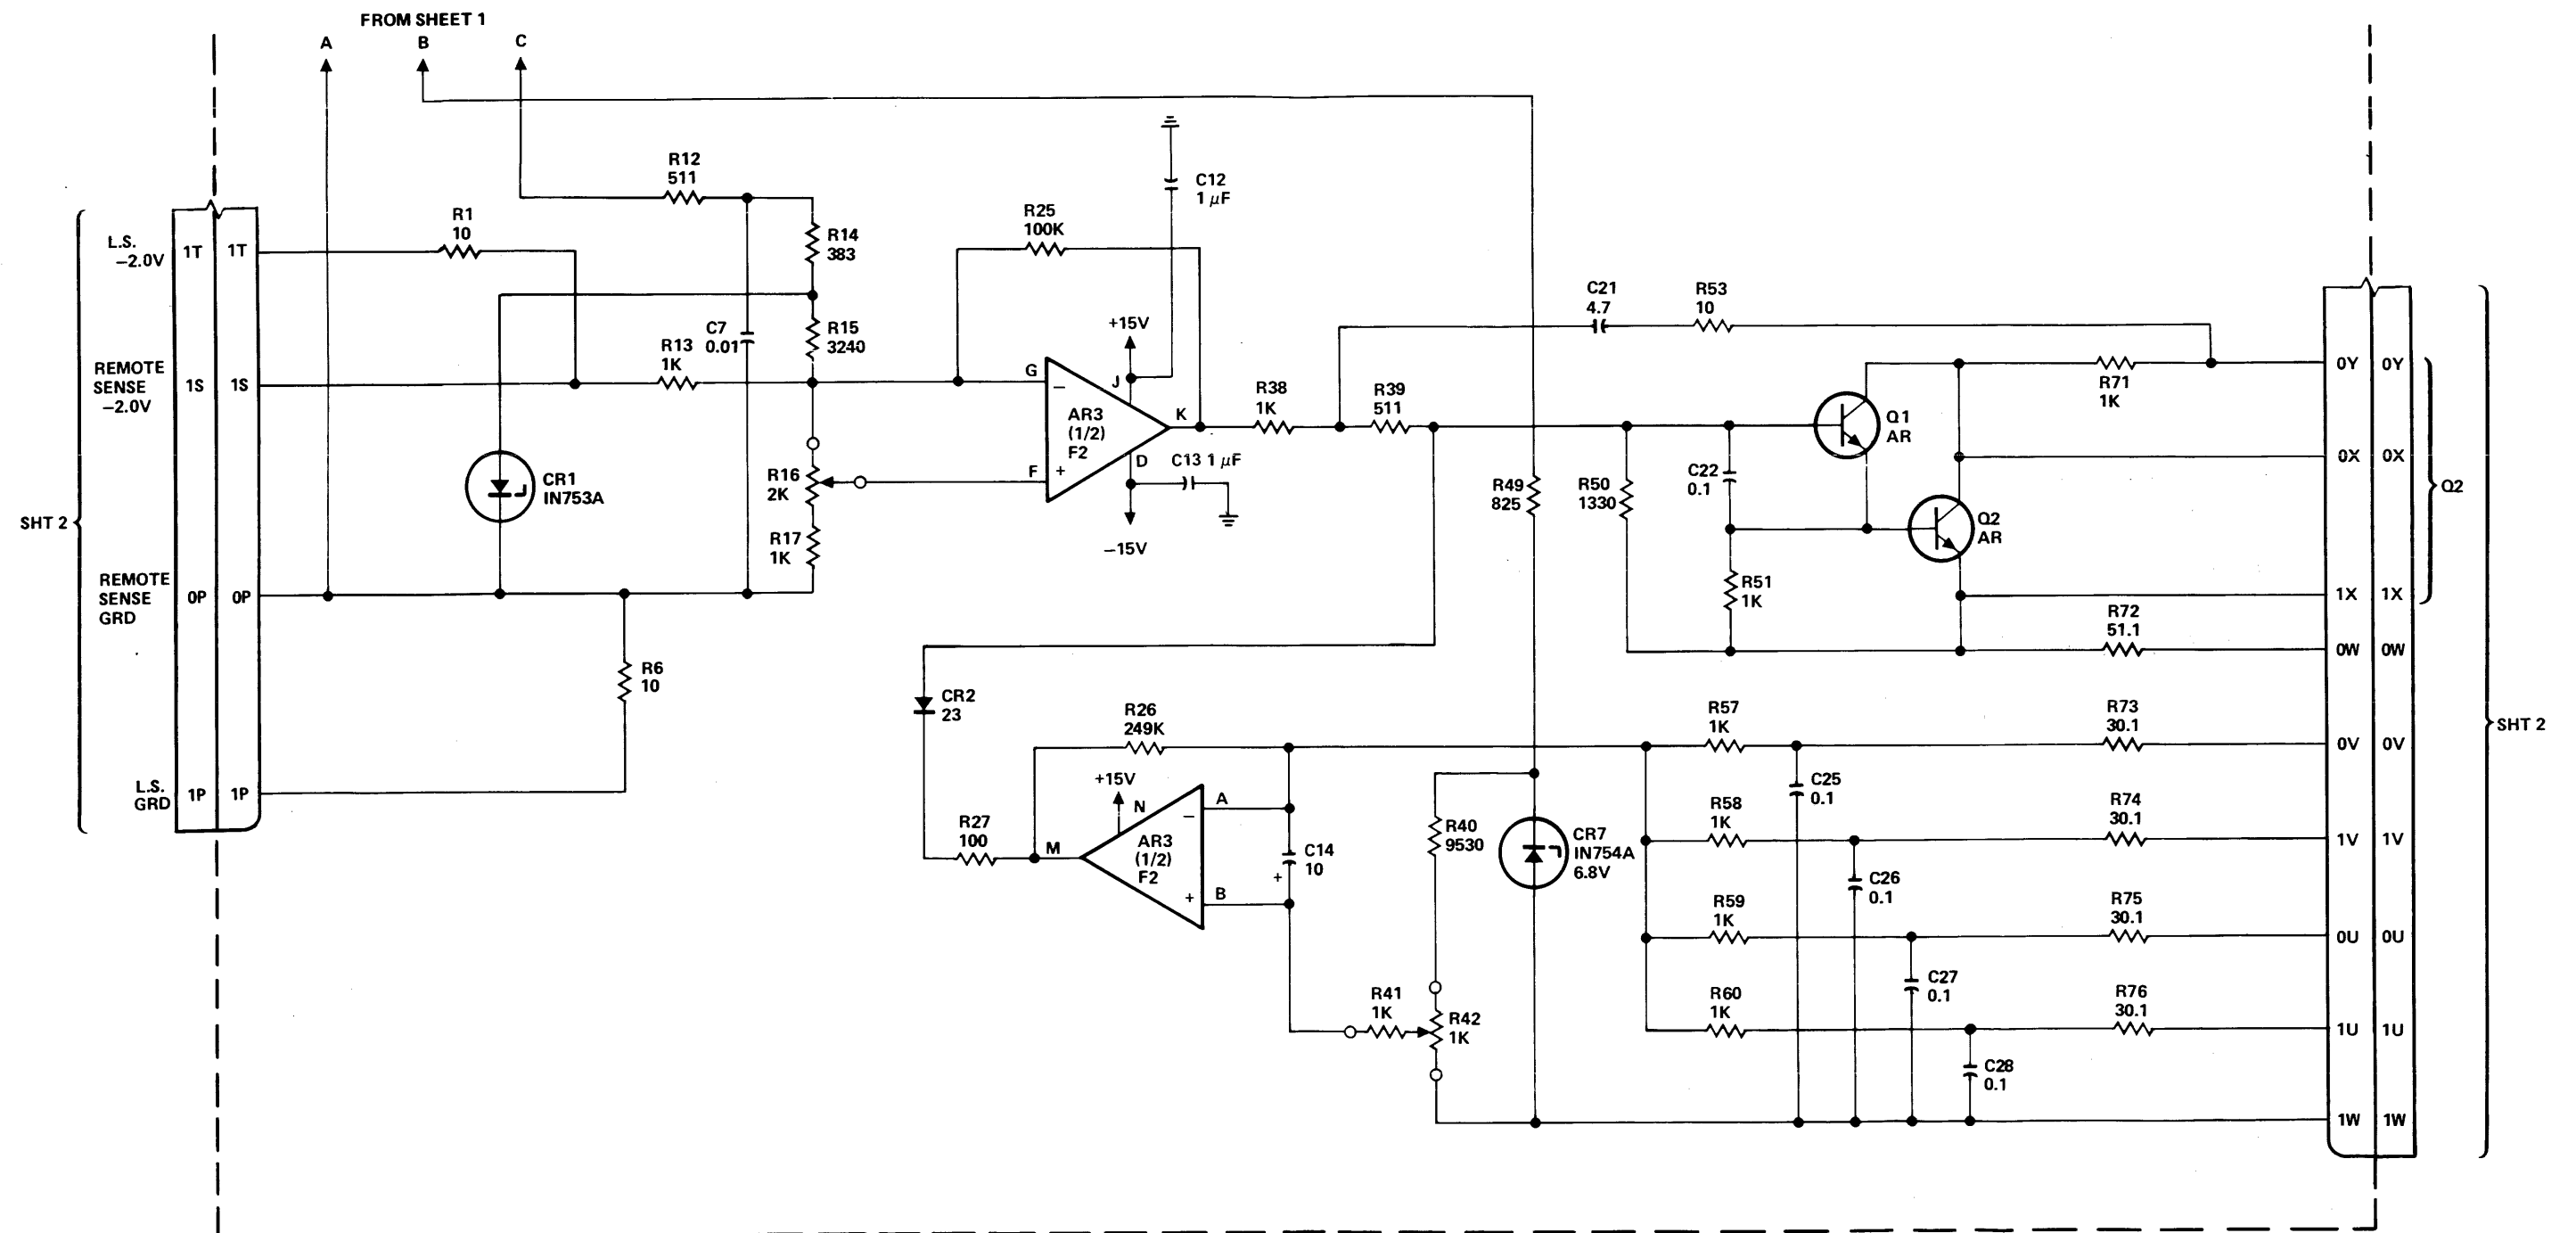 FROM SHEET 1
A
B
C
R12
511
R1
10
L.S.
–2.0V
1T
1T
R14
383
R25
100K
C12
1 µF
C21
4.7
R53
10
+15V
C7
0.01
R15
3240
R13
1K
REMOTE
SENSE
–2.0V
1S
1S
G
–
J
AR3
(1/2)
F2
K
F
+
D
C13 1 µF
–15V
R38
1K
R39
511
R71
1K
0Y
0Y
Q1
AR
0X
0X
Q2
CR1
IN753A
R16
2K
R17
1K
R49
825
R50
1330
C22
0.1
Q2
AR
SHT 2
REMOTE
SENSE
GRD
0P
0P
R51
1K
1X
1X
R72
51.1
0W
0W
R6
10
CR2
23
R26
249K
R57
1K
R73
30.1
0V
0V
SHT 2
L.S.
GRD
1P
1P
+15V
N
A
–
R27
100
M
AR3
(1/2)
F2
+
B
C14
10
+
R40
9530
CR7
IN754A
6.8V
C25
0.1
R58
1K
R74
30.1
1V
1V
C26
0.1
R59
1K
R75
30.1
0U
0U
C27
0.1
R41
1K
R42
1K
R60
1K
R76
30.1
1U
1U
C28
0.1
1W
1W